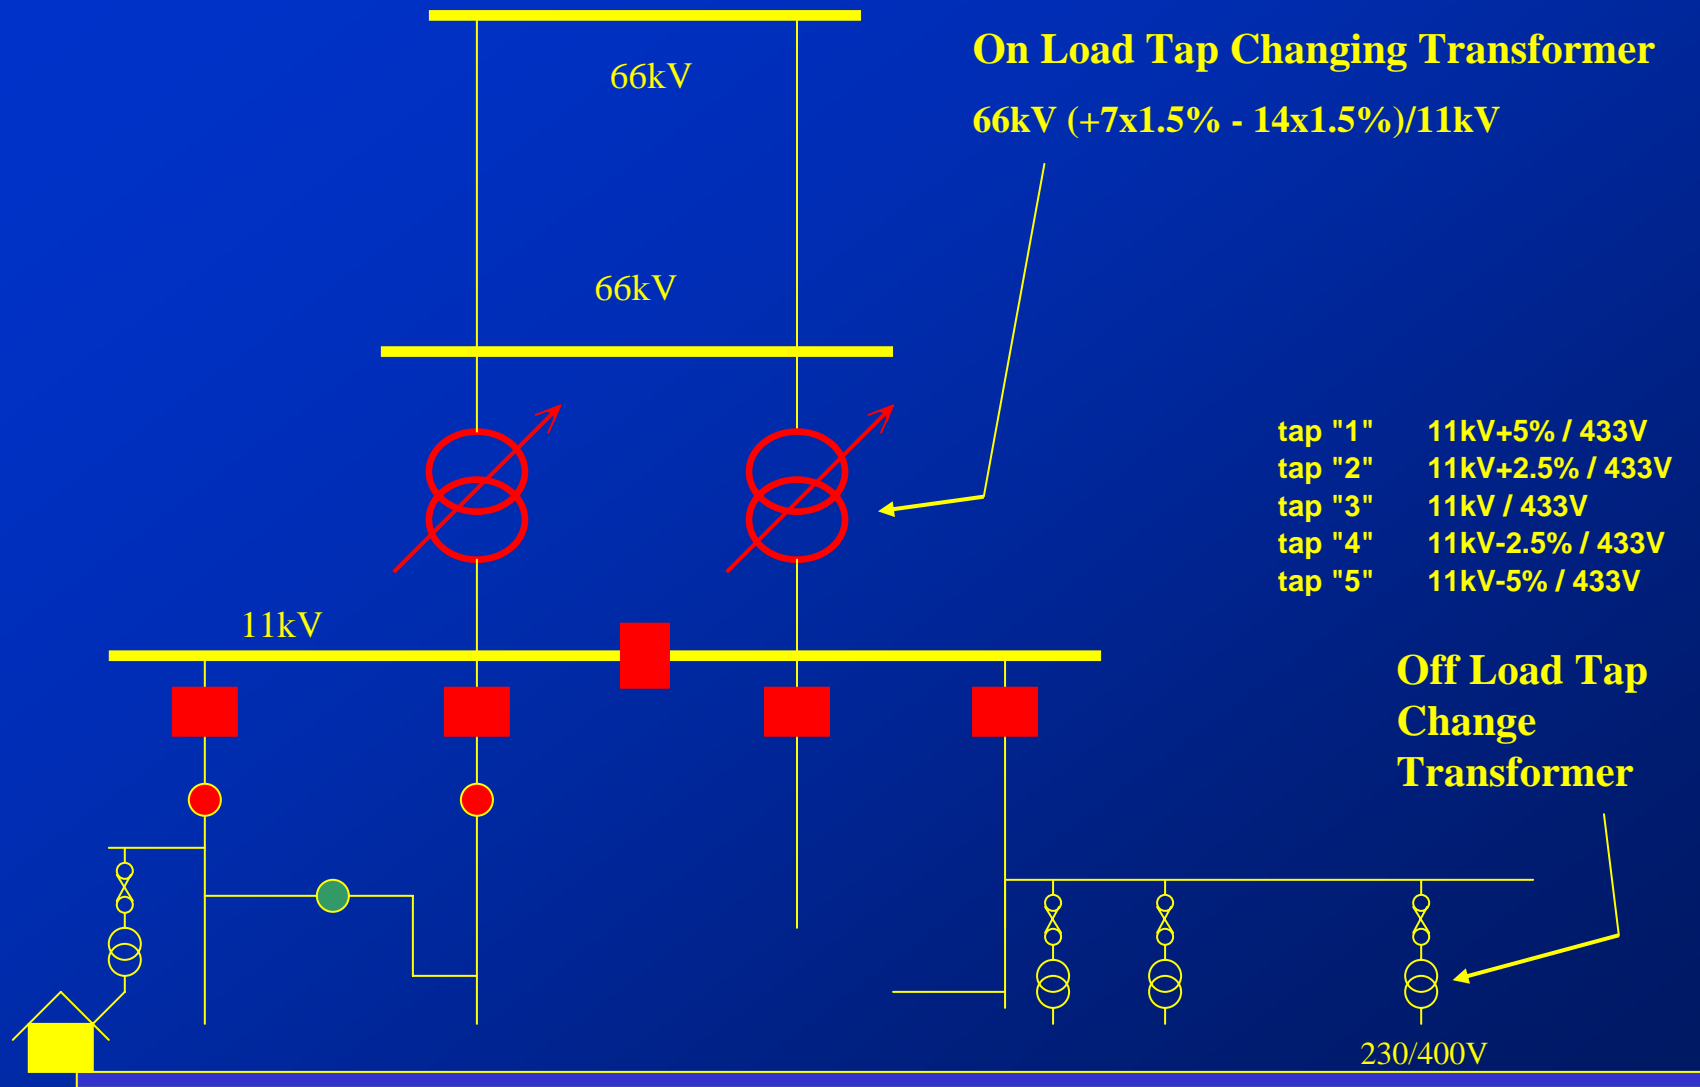 66kV
On Load Tap Changing Transformer
66kV (+7x1.5% - 14x1.5%)/11kV
66kV
tap "1" 11kV+5% / 433V
tap "2" 11kV+2.5% / 433V
tap "3" 11kV / 433V
tap "4" 11kV-2.5% / 433V
tap "5" 11kV-5% / 433V
11kV
Off Load Tap
Change
Transformer
230/400V